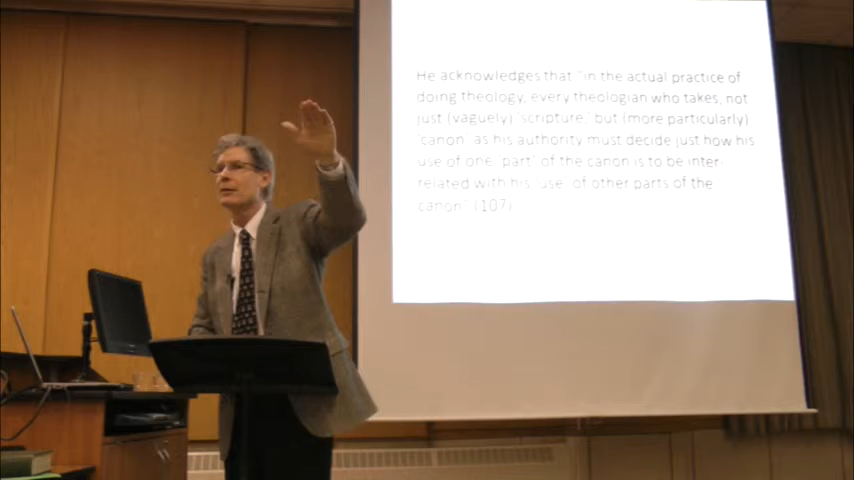 He acknowledges that "in the actual practice of
doing theology, every theologian who takes, not
just (vaguely) 'scripture,' but (more particularly)
'canon' as his authority must decide just how his
use of one 'part' of the canon is to be inter-
related with his 'use' of other parts of the
canon" (107)